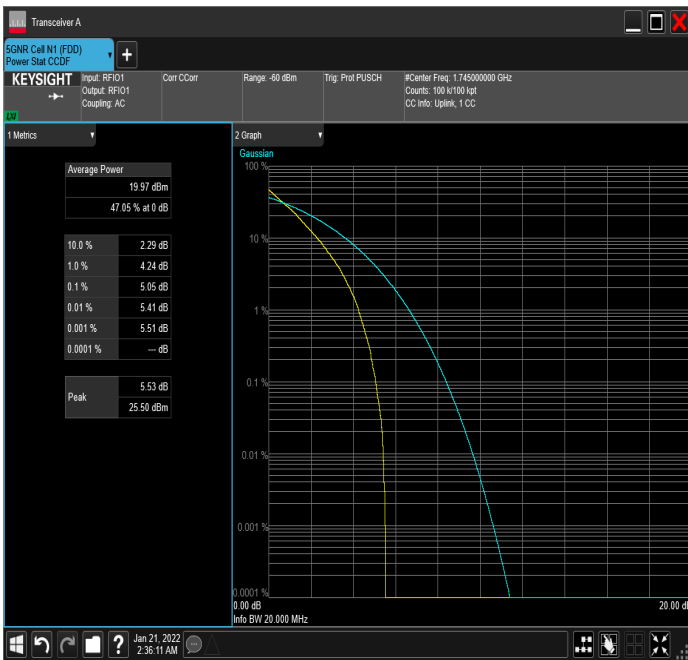 Transceiver A
5GNR Cell N1 (FDD)
Power Stat CCDF
KEYSIGHT
LXI
Input: RFIO1
Output: RFIO1
Coupling: AC
Corr CCorr
Range: -60 dBm
Trig: Prot PUSCH
#Center Freq: 1.745000000 GHz
Counts: 100 k/100 kpt
CC Info: Uplink, 1 CC
1 Metrics
Average Power
19.97 dBm
47.05 % at 0 dB
10.0 % 2.29 dB
1.0 % 4.24 dB
0.1 % 5.05 dB
0.01 % 5.41 dB
0.001 % 5.51 dB
0.0001 % --- dB
Peak
5.53 dB
25.50 dBm
2 Graph
Gaussian
100 %
10 %
1 %
0.1 %
0.01 %
0.001 %
0.0001 %
0.00 dB
20.00 dB
Info BW 20.000 MHz
Jan 21, 2022
2:36:11 AM